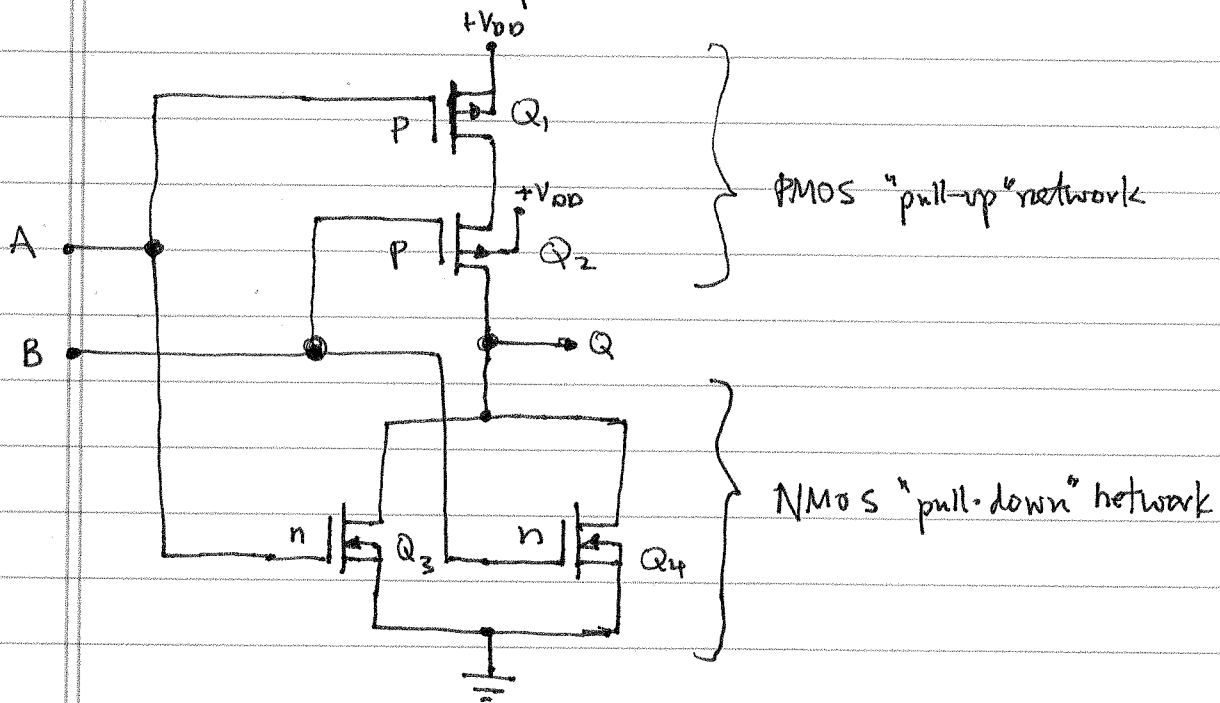 +VDD
P
Q1
PMOS "pull-up" network
+VDD
A
P
Q2
B
Q
NMOS "pull-down" network
n
Q3
n
Q4